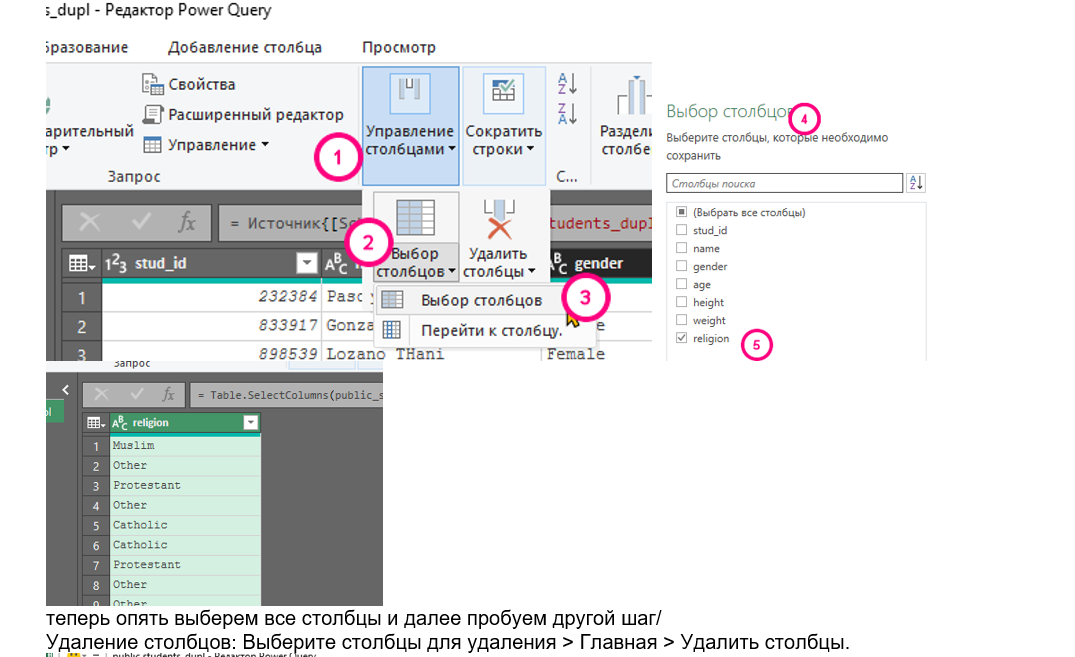 s_dupl - Редактор Power Query
бразование Добавление столбца Просмотр
Свойства
Расширенный редактор
Управление
арительный
тр
Запрос
1
Управление
столбцами
Сократить
строки
Раздели
столбе
С...
= Источник{[Sc
tudents_dupl
2
Выбор
столбцов
Удалить
столбцы
Выбор столбцов
3
Перейти к столбцу.
1²3 stud_id
gender
1 232384 Pasc
2 833917 Gonza
3 898539 Lozano THani Female
Выбор столбцов
4
Выберите столбцы, которые необходимо
сохранить
Столбцы поиска
(Выбрать все столбцы)
stud_id
name
gender
age
height
weight
religion
5
Запрос
= Table.SelectColumns(public_s
religion
1 Muslim
2 Other
3 Protestant
4 Other
5 Catholic
6 Catholic
7 Protestant
8 Other
9 Other
теперь опять выберем все столбцы и далее пробуем другой шаг/
Удаление столбцов: Выберите столбцы для удаления > Главная > Удалить столбцы.
public students_dupl - Редактор Power Query